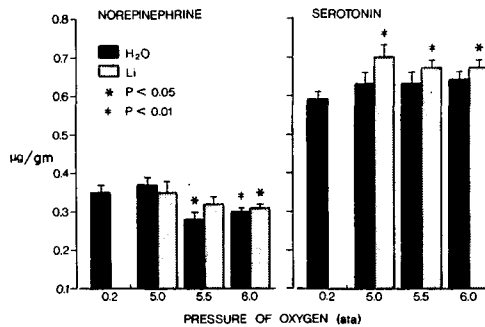 NOREPINEPHRINE
SEROTONIN
0.8
0.7
0.6
0.5
0.4
0.3
0.2
0.1
µg/gm
H₂O
Li
* P < 0.05
* P < 0.01
* * * * * *
0.2 5.0 5.5 6.0
0.2 5.0 5.5 6.0
PRESSURE OF OXYGEN (ata)